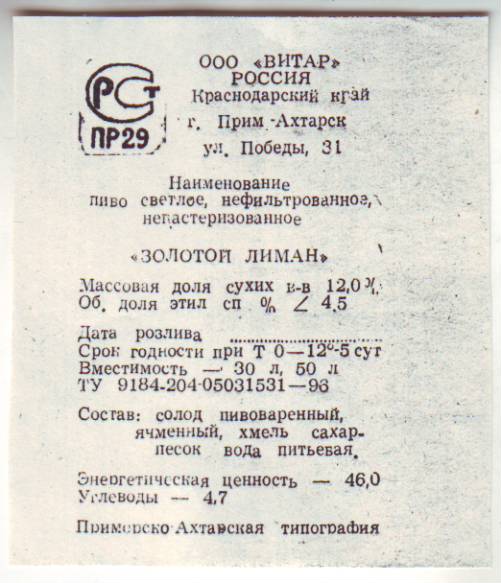 ООО «ВИТАР»
РОССИЯ
Краснодарский край
г. Прим-Ахтарск
ул. Победы, 31
РСТ
ПР29
Наименование
пиво светлое, нефильтрованное,
непастеризованное
«ЗОЛОТОЙ ЛИМАН»
Массовая доля сухих в-в 12,0 %
Об. доля этил сп % ∠ 4,5
Дата розлива ........................
Срок годности при Т 0—12°-5 сут
Вместимость — 30 л, 50 л
ТУ 9184-204-05031531—96
Состав: солод пивоваренный,
ячменный, хмель сахар-
песок вода питьевая.
Энергетическая ценность — 46,0
Углеводы — 4,7
Приморско-Ахтарская типография